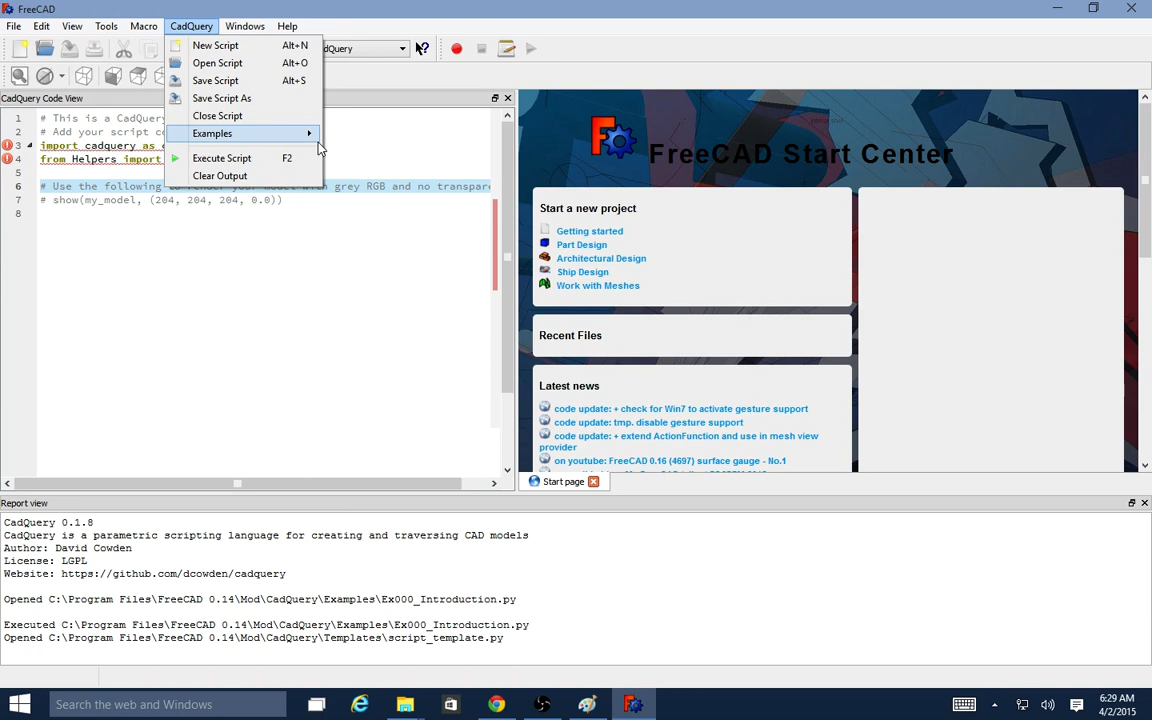 FreeCAD
File Edit View Tools Macro CadQuery Windows Help
New Script Alt+N
Open Script Alt+O
Save Script Alt+S
Save Script As
Close Script
Examples
Execute Script F2
Clear Output
CadQuery Code View
1 # This is a CadQuery
2 # Add your script
3 import cadquery as
4 from Helpers import
5
6 # Use the following to render your model with grey RGB and no
7 # show(my_model, (204, 204, 204, 0.0))
8
FreeCAD Start Center
Start a new project
Getting started
Part Design
Architectural Design
Ship Design
Work with Meshes
Recent Files
Latest news
code update: + check for Win7 to activate gesture support
code update: tmp. disable gesture support
code update: + extend ActionFunction and use in mesh view
provider
on youtube: FreeCAD 0.16 (4697) surface gauge - No.1
Start page
Report view
CadQuery 0.1.8
CadQuery is a parametric scripting language for creating and traversing CAD models
Author: David Cowden
License: LGPL
Website: https://github.com/dcowden/cadquery
Opened C:\Program Files\FreeCAD 0.14\Mod\CadQuery\Examples\Ex000_Introduction.py
Executed C:\Program Files\FreeCAD 0.14\Mod\CadQuery\Examples\Ex000_Introduction.py
Opened C:\Program Files\FreeCAD 0.14\Mod\CadQuery\Templates\script_template.py
Search the web and Windows
6:29 AM
4/2/2015